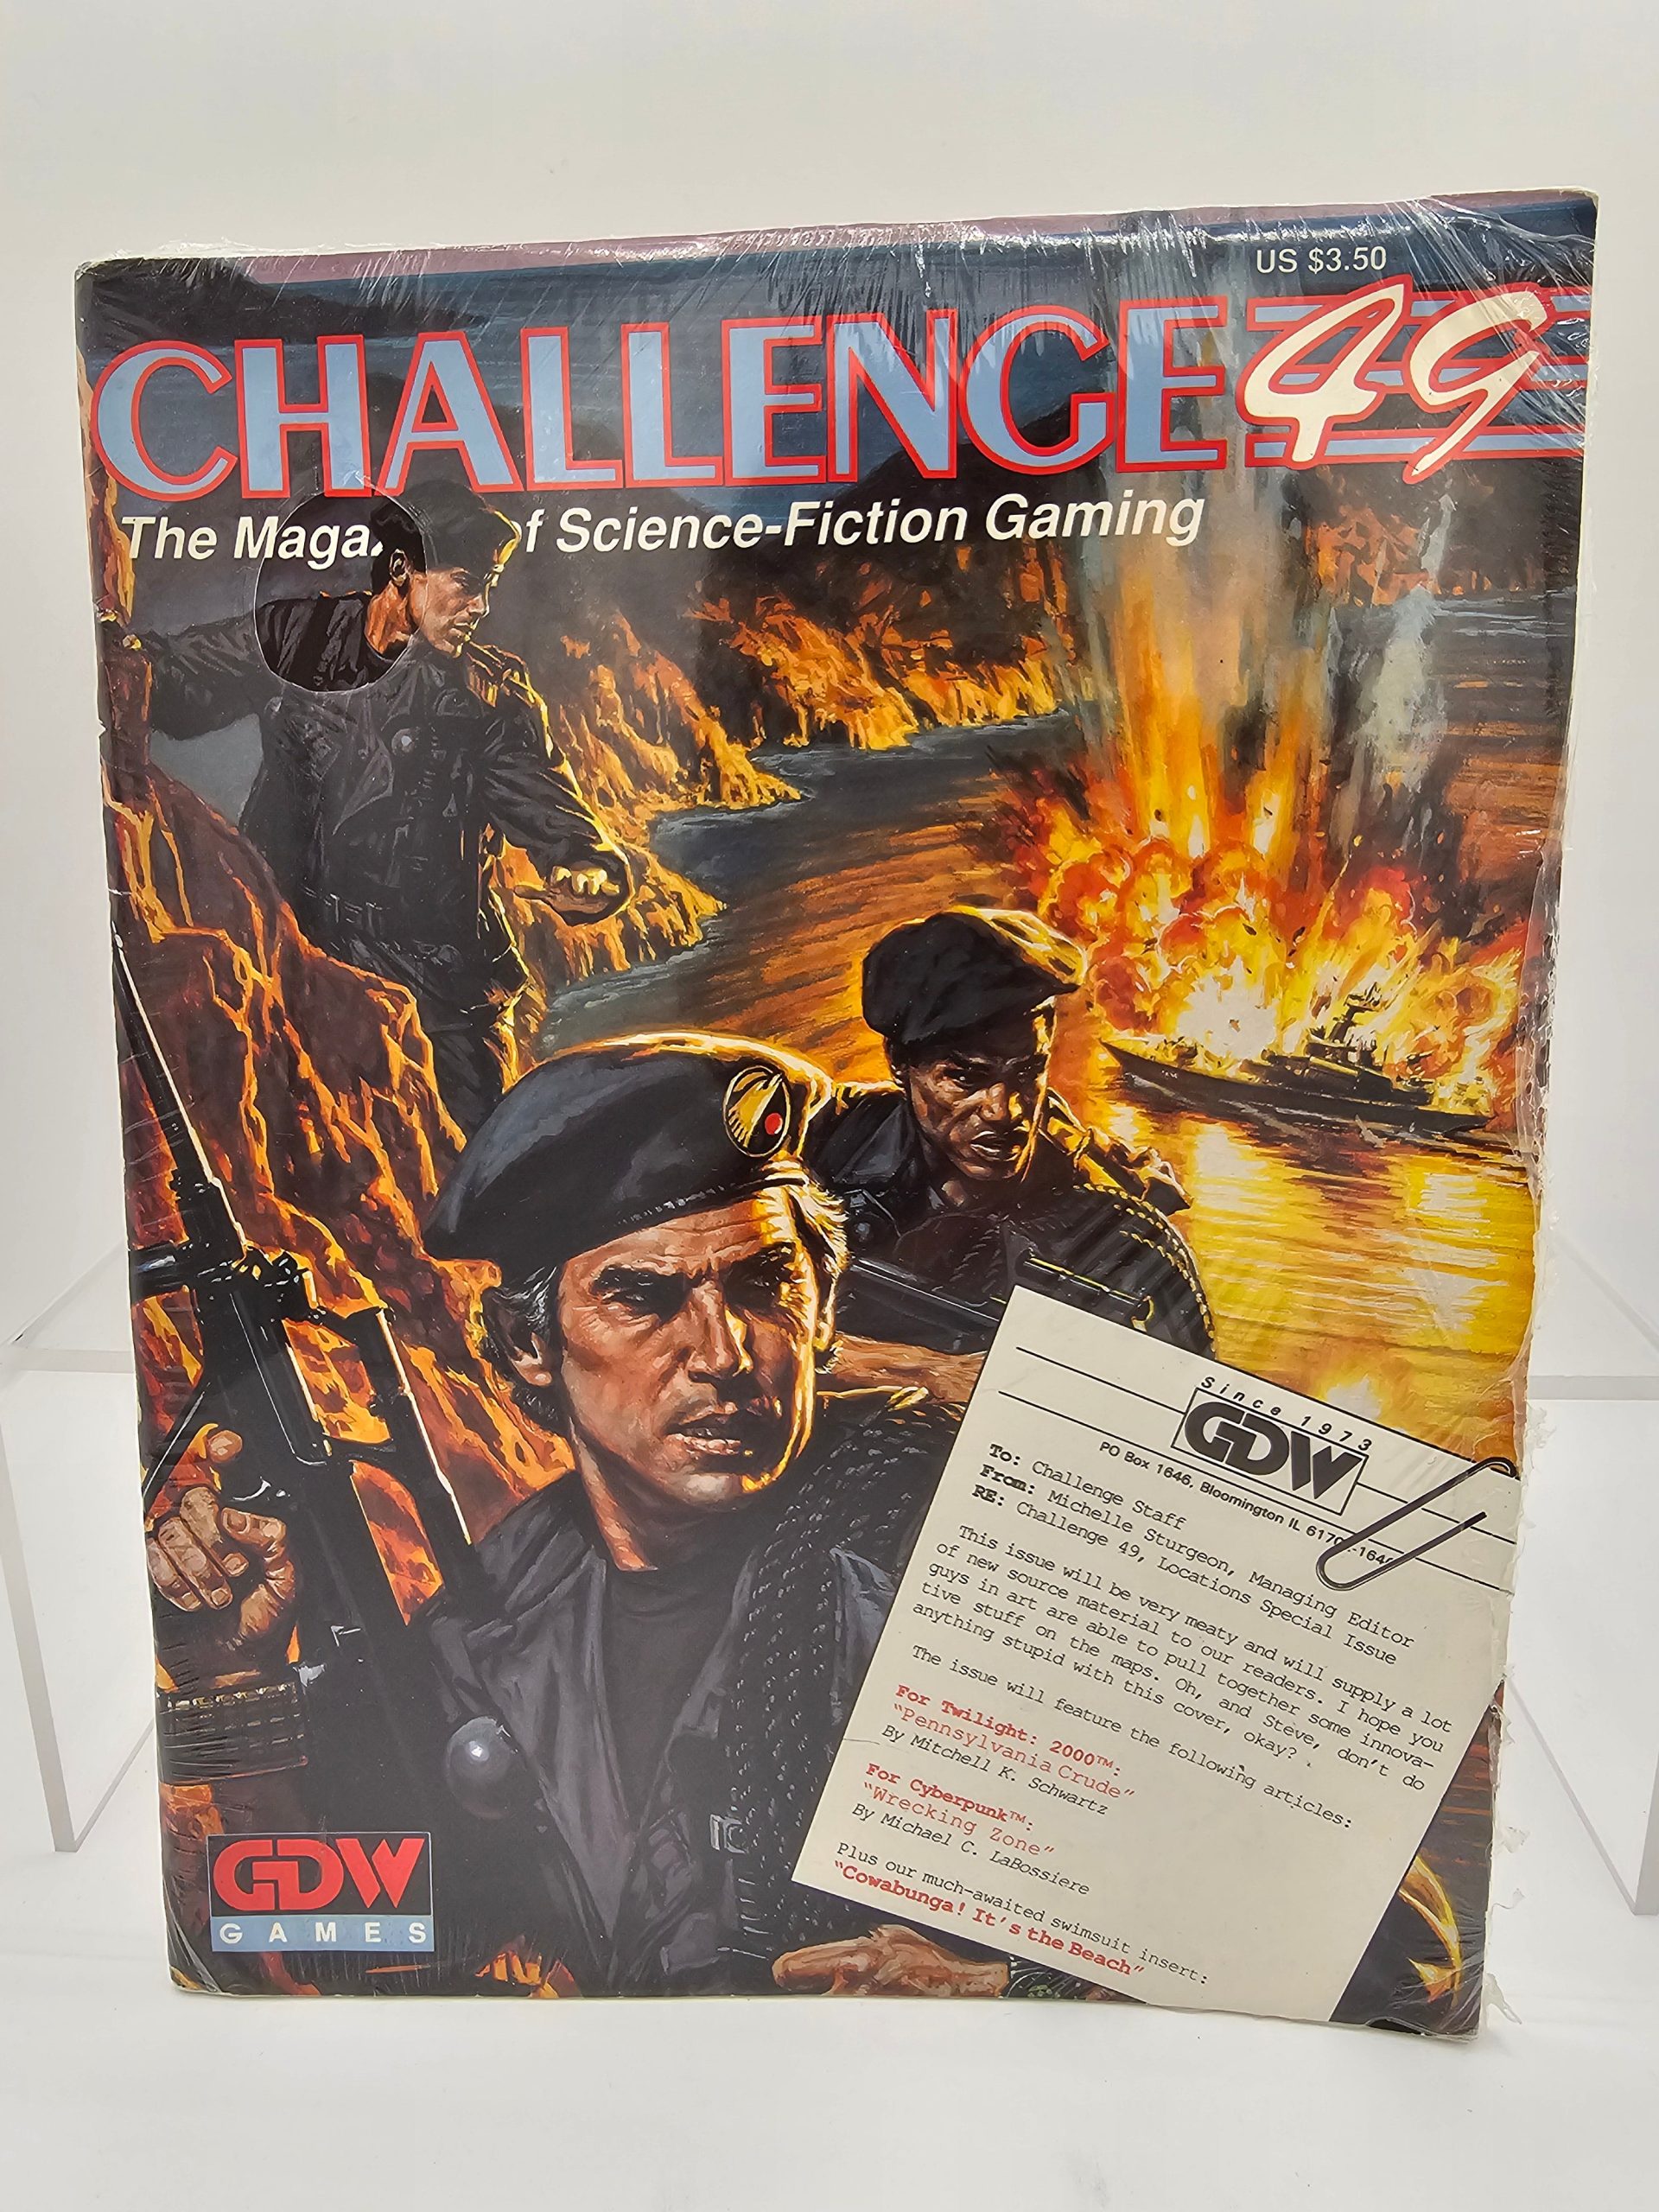 US $3.50
CHALLENGE 49
The Maga of Science-Fiction Gaming
Since 1973
GDW
PO Box 1646, Bloomington IL
To: Challenge Staff
From: Michelle Sturgeon, Managing Editor
RE: Challenge 49, Locations Special Issue
This issue will be very meaty and will supply a lot
of new source material to our readers. I hope you
guys in art are able to pull together some innova-
tive stuff on the maps. Oh, and Steve, don't do
anything stupid with this cover, okay?
The issue will feature the following articles:
For Twilight: 2000™:
"Pennsylvania Crude"
By Mitchell K. Schwartz
For Cyberpunk™:
"Wrecking Zone"
By Michael C. LaBossiere
Plus our much-awaited swimsuit insert:
"Cowabunga! It's the Beach"
GDW
GAMES